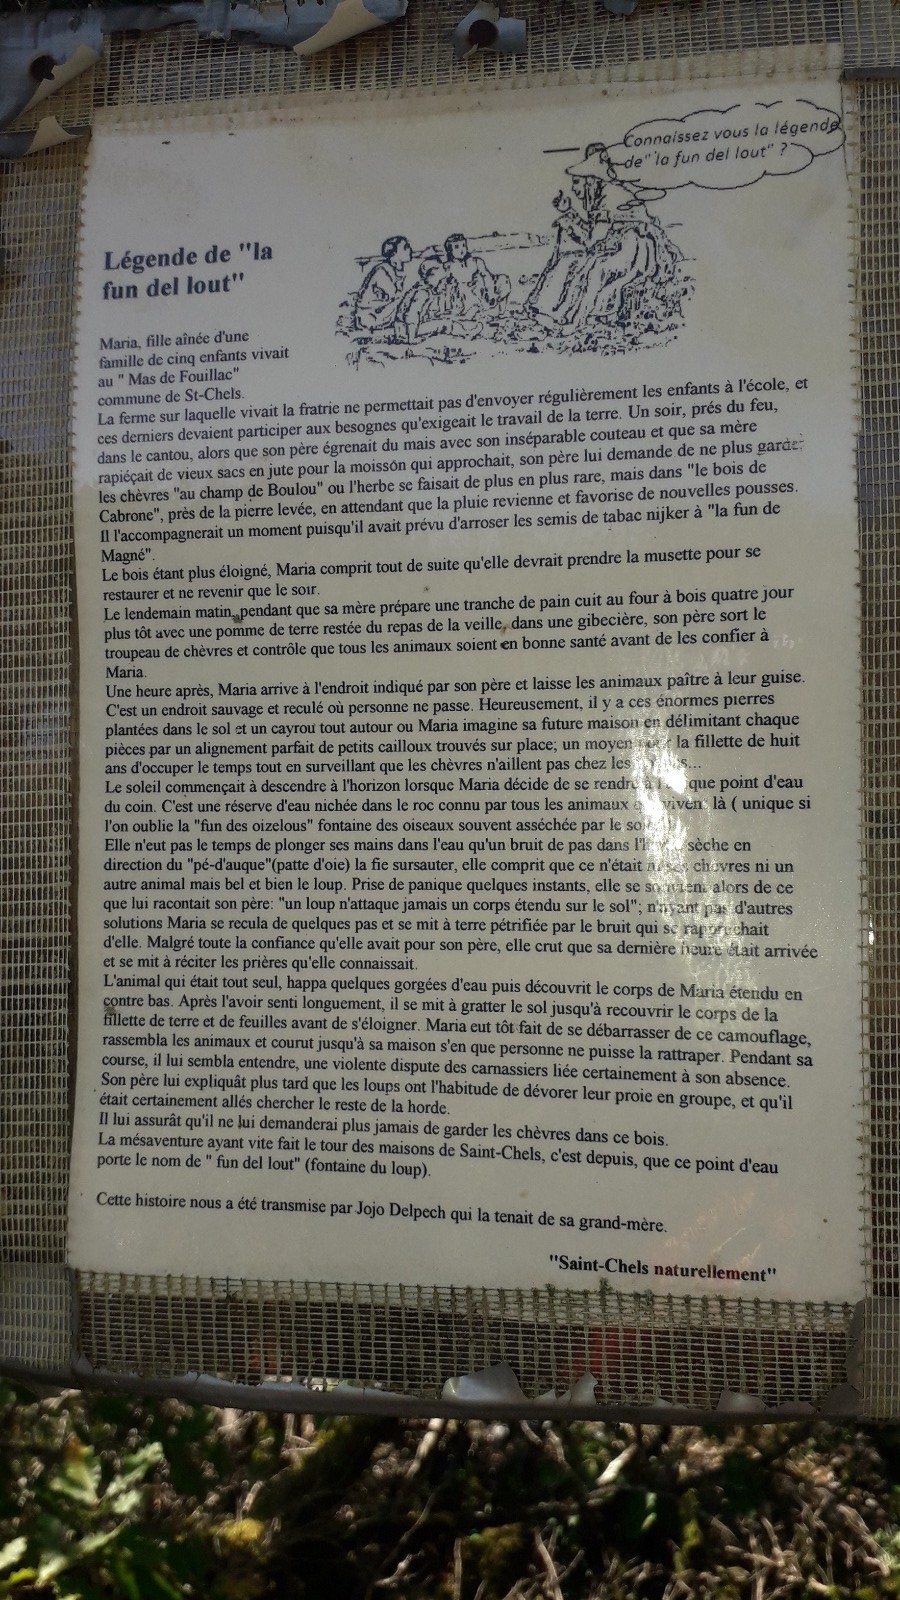 Connaissez vous la légende
de"la fun del lout" ?
Légende de "la
fun del lout"
Maria, fille aînée d'une
famille de cinq enfants vivait
au " Mas de Fouillac"
commune de St-Chels.
La ferme sur laquelle vivait la fratrie ne permettait pas d'envoyer régulièrement les enfants à l'école, et
ces derniers devaient participer aux besognes qu'exigeait le travail de la terre. Un soir, prés du feu,
dans le cantou, alors que son père égrenait du mais avec son inséparable couteau et que sa mère
rapiéçait de vieux sacs en jute pour la moissón qui approchait, son père lui demande de ne plus garder
les chèvres "au champ de Boulou" ou l'herbe se faisait de plus en plus rare, mais dans "le bois de
Cabrone", près de la pierre levée, en attendant que la pluie revienne et favorise de nouvelles pousses.
Il l'accompagnerait un moment puisqu'il avait prévu d'arroser les semis de tabac nijker à "la fun de
Magné".
Le bois étant plus éloigné, Maria comprit tout de suite qu'elle devrait prendre la musette pour se
restaurer et ne revenir que le soir.
Le lendemain matin, pendant que sa mère prépare une tranche de pain cuit au four à bois quatre jour
plus tôt avec une pomme de terre restée du repas de la veille, dans une gibecière, son père sort le
troupeau de chèvres et contrôle que tous les animaux soient en bonne santé avant de les confier à
Maria.
Une heure après, Maria arrive à l'endroit indiqué par son père et laisse les animaux paître à leur guise.
C'est un endroit sauvage et reculé où personne ne passe. Heureusement, il y a ces énormes pierres
plantées dans le sol et un cayrou tout autour ou Maria imagine sa future maison en délimitant chaque
pièces par un alignement parfait de petits cailloux trouvés sur place; un moyen la fillette de huit
ans d'occuper le temps tout en surveillant que les chèvres n'aillent pas chez les
Le soleil commençait à descendre à l'horizon lorsque Maria décide de se rendre à que point d'eau
du coin. C'est une réserve d'eau nichée dans le roc connu par tous les animaux là ( unique si
l'on oublie la "fun des oizelous" fontaine des oiseaux souvent asséchée par le
Elle n'eut pas le temps de plonger ses mains dans l'eau qu'un bruit de pas dans sèche en
direction du "pé-d'auque"(patte d'oie) la fie sursauter, elle comprit que ce n'était chèvres ni un
autre animal mais bel et bien le loup. Prise de panique quelques instants, elle se alors de ce
que lui racontait son père: "un loup n'attaque jamais un corps étendu sur le sol"; n'ayant pas d'autres
solutions Maria se recula de quelques pas et se mit à terre pétrifiée par le bruit qui se rapprochait
d'elle. Malgré toute la confiance qu'elle avait pour son père, elle crut que sa dernière heure était arrivée
et se mit à réciter les prières qu'elle connaissait.
L'animal qui était tout seul, happa quelques gorgées d'eau puis découvrit le corps de Maria étendu en
contre bas. Après l'avoir senti longuement, il se mit à gratter le sol jusqu'à recouvrir le corps de la
fillette de terre et de feuilles avant de s'éloigner. Maria eut tôt fait de se débarrasser de ce camouflage,
rassembla les animaux et courut jusqu'à sa maison s'en que personne ne puisse la rattraper. Pendant sa
course, il lui sembla entendre, une violente dispute des carnassiers liée certainement à son absence.
Son père lui expliquât plus tard que les loups ont l'habitude de dévorer leur proie en groupe, et qu'il
était certainement allés chercher le reste de la horde.
Il lui assurât qu'il ne lui demanderai plus jamais de garder les chèvres dans ce bois.
La mésaventure ayant vite fait le tour des maisons de Saint-Chels, c'est depuis, que ce point d'eau
porte le nom de " fun del lout" (fontaine du loup).
Cette histoire nous a été transmise par Jojo Delpech qui la tenait de sa grand-mère.
"Saint-Chels naturellement"